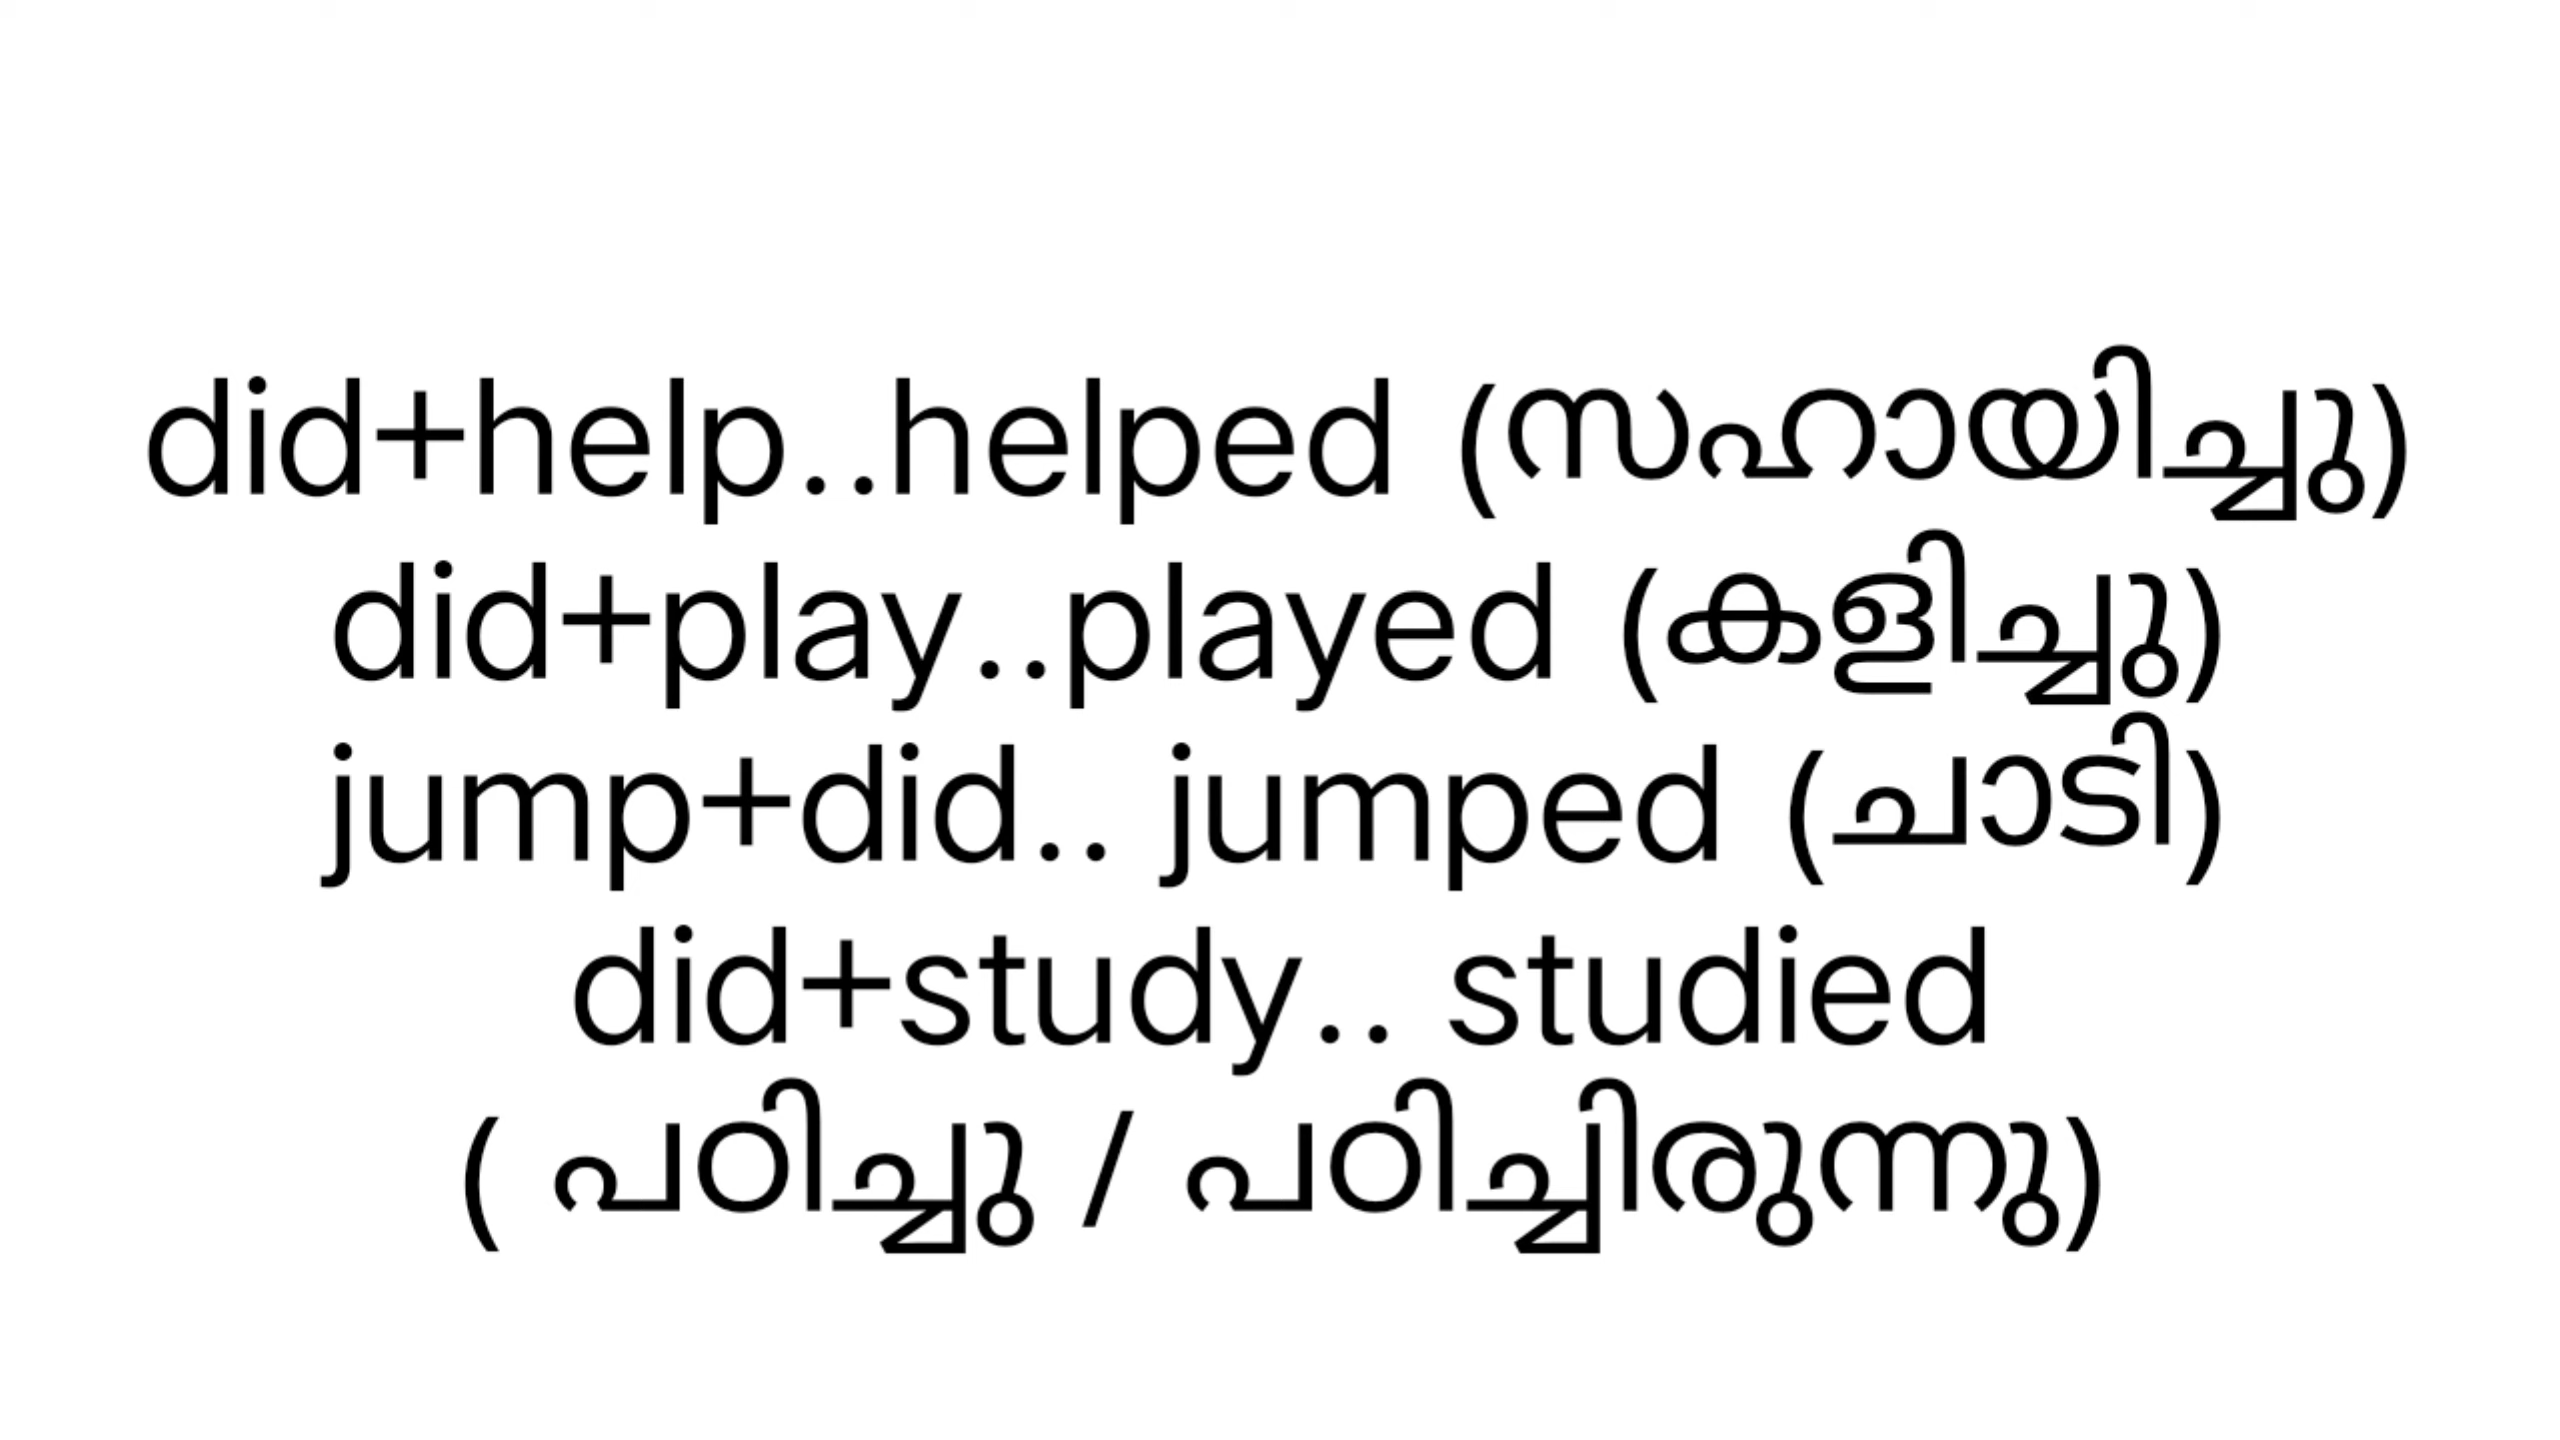 did+help..helped (സഹായിച്ചു)
did+play..played (കളിച്ചു)
jump+did.. jumped (ചാടി)
did+study.. studied
( പഠിച്ചു / പഠിച്ചിരുന്നു)